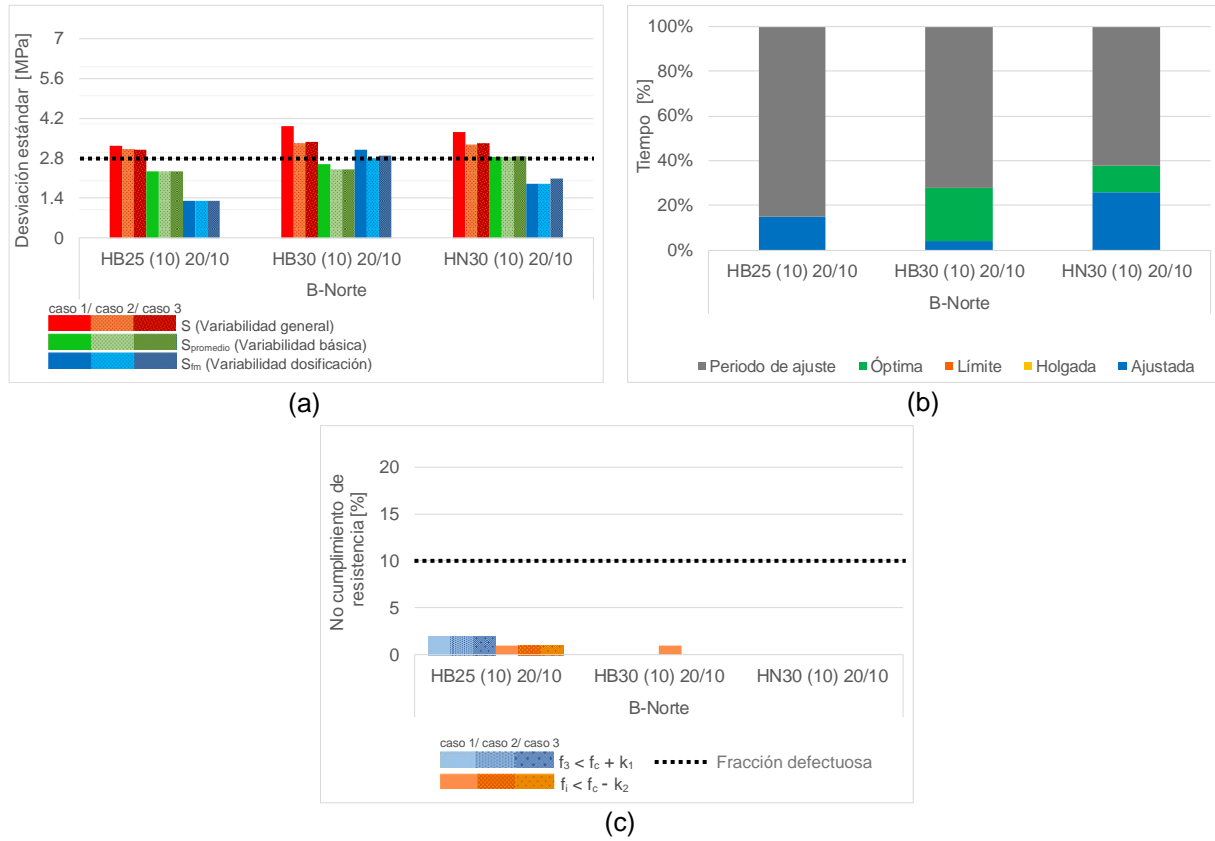 Desviación estándar [MPa]
7
5.6
4.2
2.8
1.4
0
HB25 (10) 20/10 HB30 (10) 20/10 HN30 (10) 20/10
B-Norte
caso 1/ caso 2/ caso 3
S (Variabilidad general)
Spromedio (Variabilidad básica)
Sfm (Variabilidad dosificación)
(a)
Tiempo [%]
100%
80%
60%
40%
20%
0%
HB25 (10) 20/10 HB30 (10) 20/10 HN30 (10) 20/10
B-Norte
Periodo de ajuste Óptima Límite Holgada Ajustada
(b)
No cumplimiento de
resistencia [%]
20
15
10
5
0
HB25 (10) 20/10 HB30 (10) 20/10 HN30 (10) 20/10
B-Norte
caso 1/ caso 2/ caso 3
f3 < fc + k1 Fracción defectuosa
fi < fc - k2
(c)